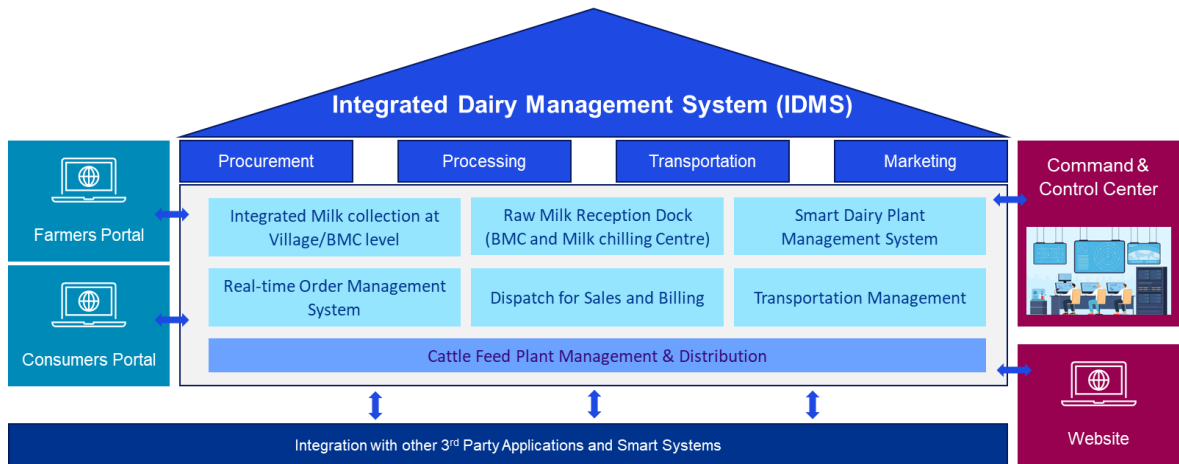 Integrated Dairy Management System (IDMS)
Procurement
Processing
Transportation
Marketing
Farmers Portal
Consumers Portal
Integrated Milk collection at
Village/BMC level
Raw Milk Reception Dock
(BMC and Milk chilling Centre)
Smart Dairy Plant
Management System
Real-time Order Management
System
Dispatch for Sales and Billing
Transportation Management
Cattle Feed Plant Management & Distribution
Command &
Control Center
Website
Integration with other 3rd Party Applications and Smart Systems